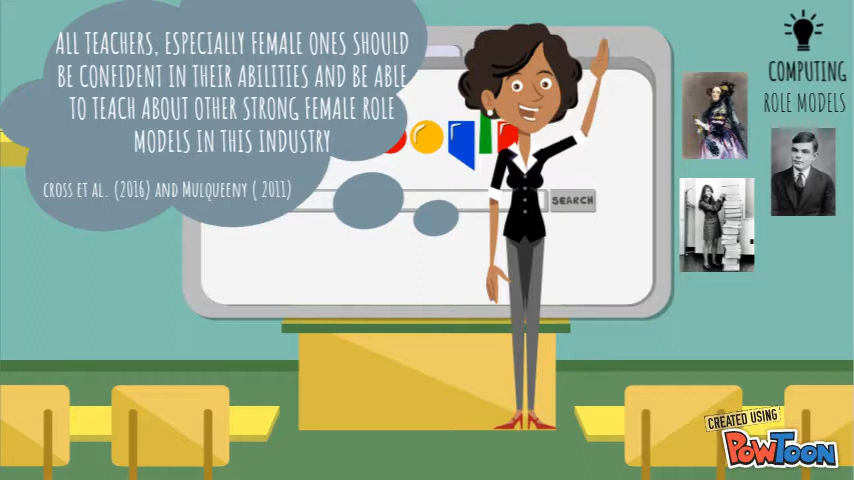 ALL TEACHERS, ESPECIALLY FEMALE ONES SHOULD
BE CONFIDENT IN THEIR ABILITIES AND BE ABLE
TO TEACH ABOUT OTHER STRONG FEMALE ROLE
MODELS IN THIS INDUSTRY
CROSS ET AL. (2016) AND MULQUEENY ( 2011)
SEARCH
COMPUTING
ROLE MODELS
CREATED USING
POWTOON